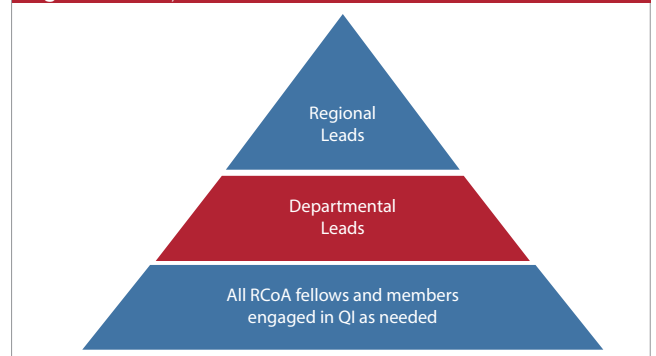 Regional
Leads
Departmental
Leads
All RCoA fellows and members
engaged in QI as needed